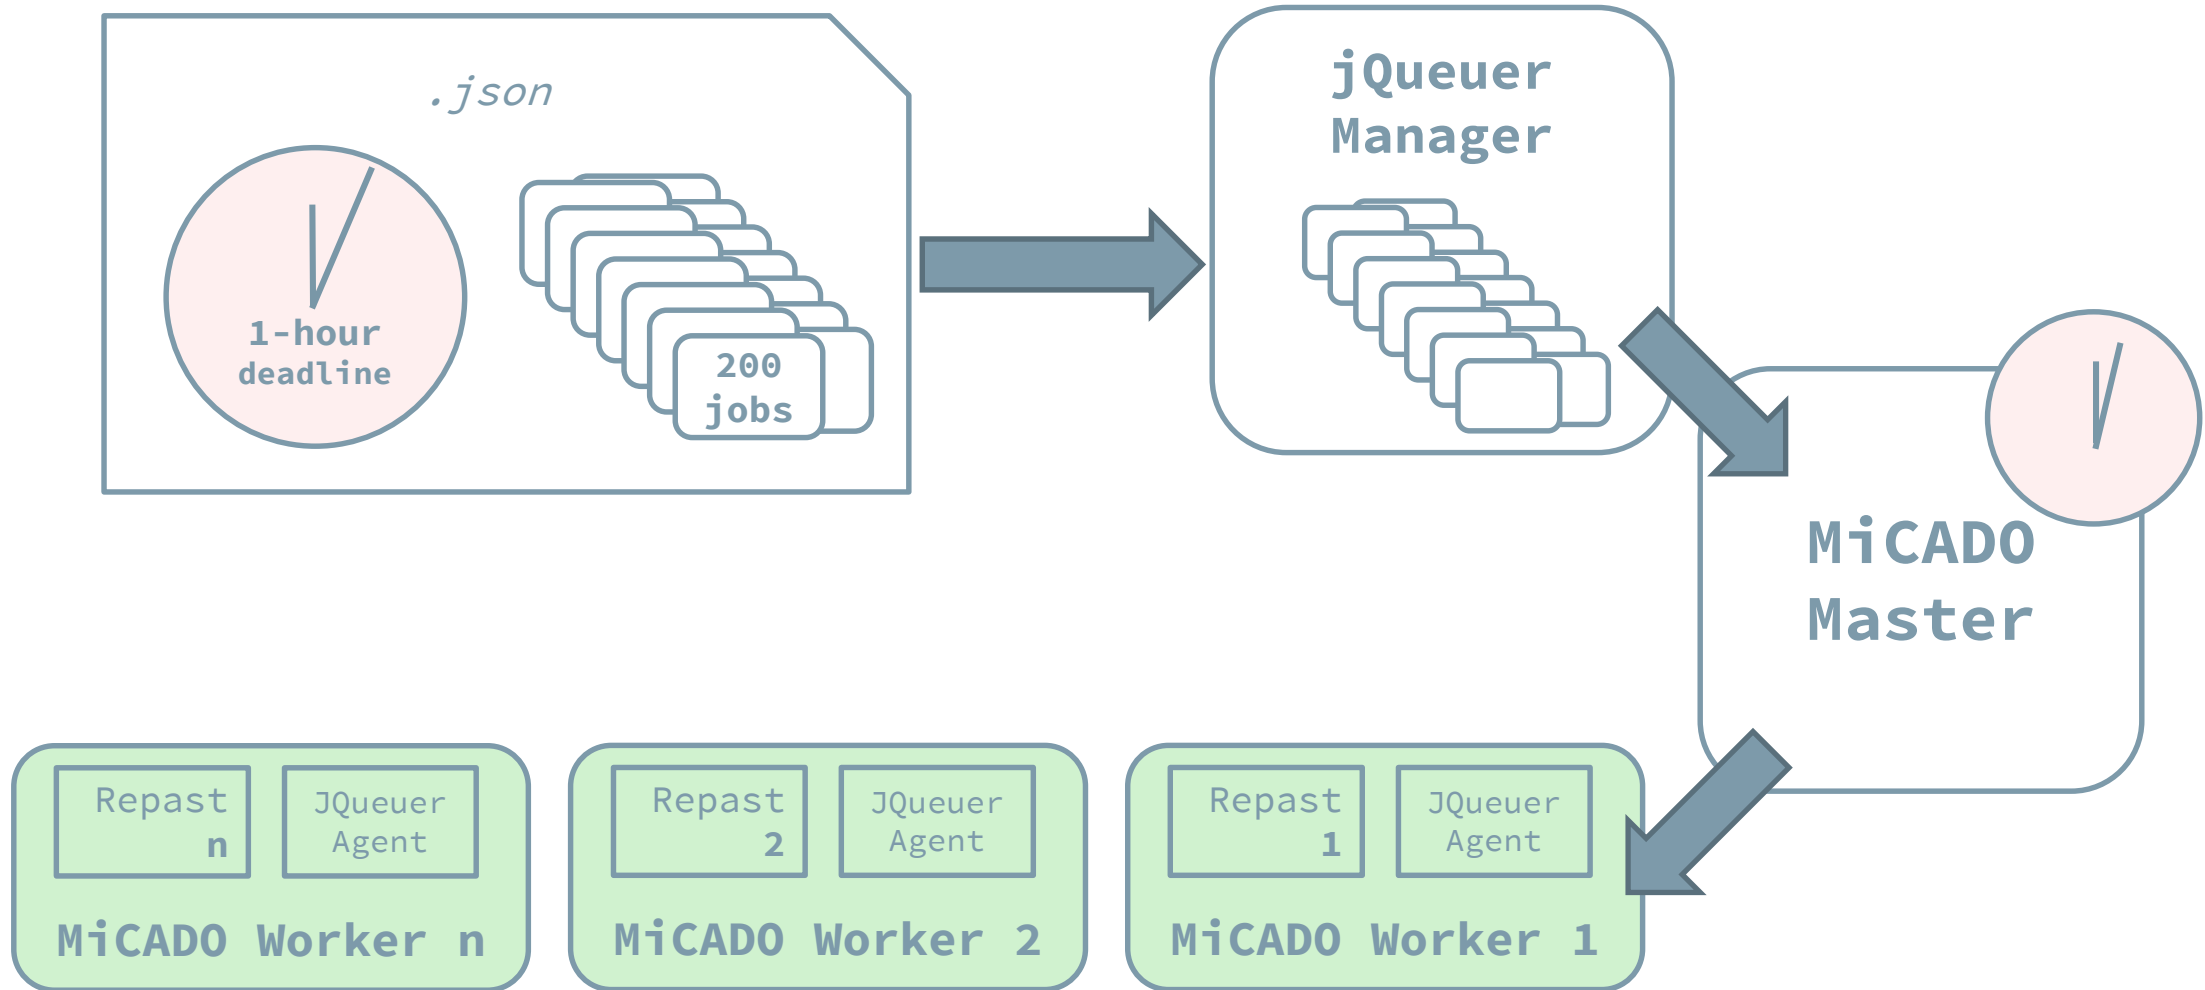 .json
1-hour
deadline
200
jobs
jQueuer
Manager
MiCADO
Master
Repast
n
JQueuer
Agent
MiCADO Worker n
Repast
2
JQueuer
Agent
MiCADO Worker 2
Repast
1
JQueuer
Agent
MiCADO Worker 1